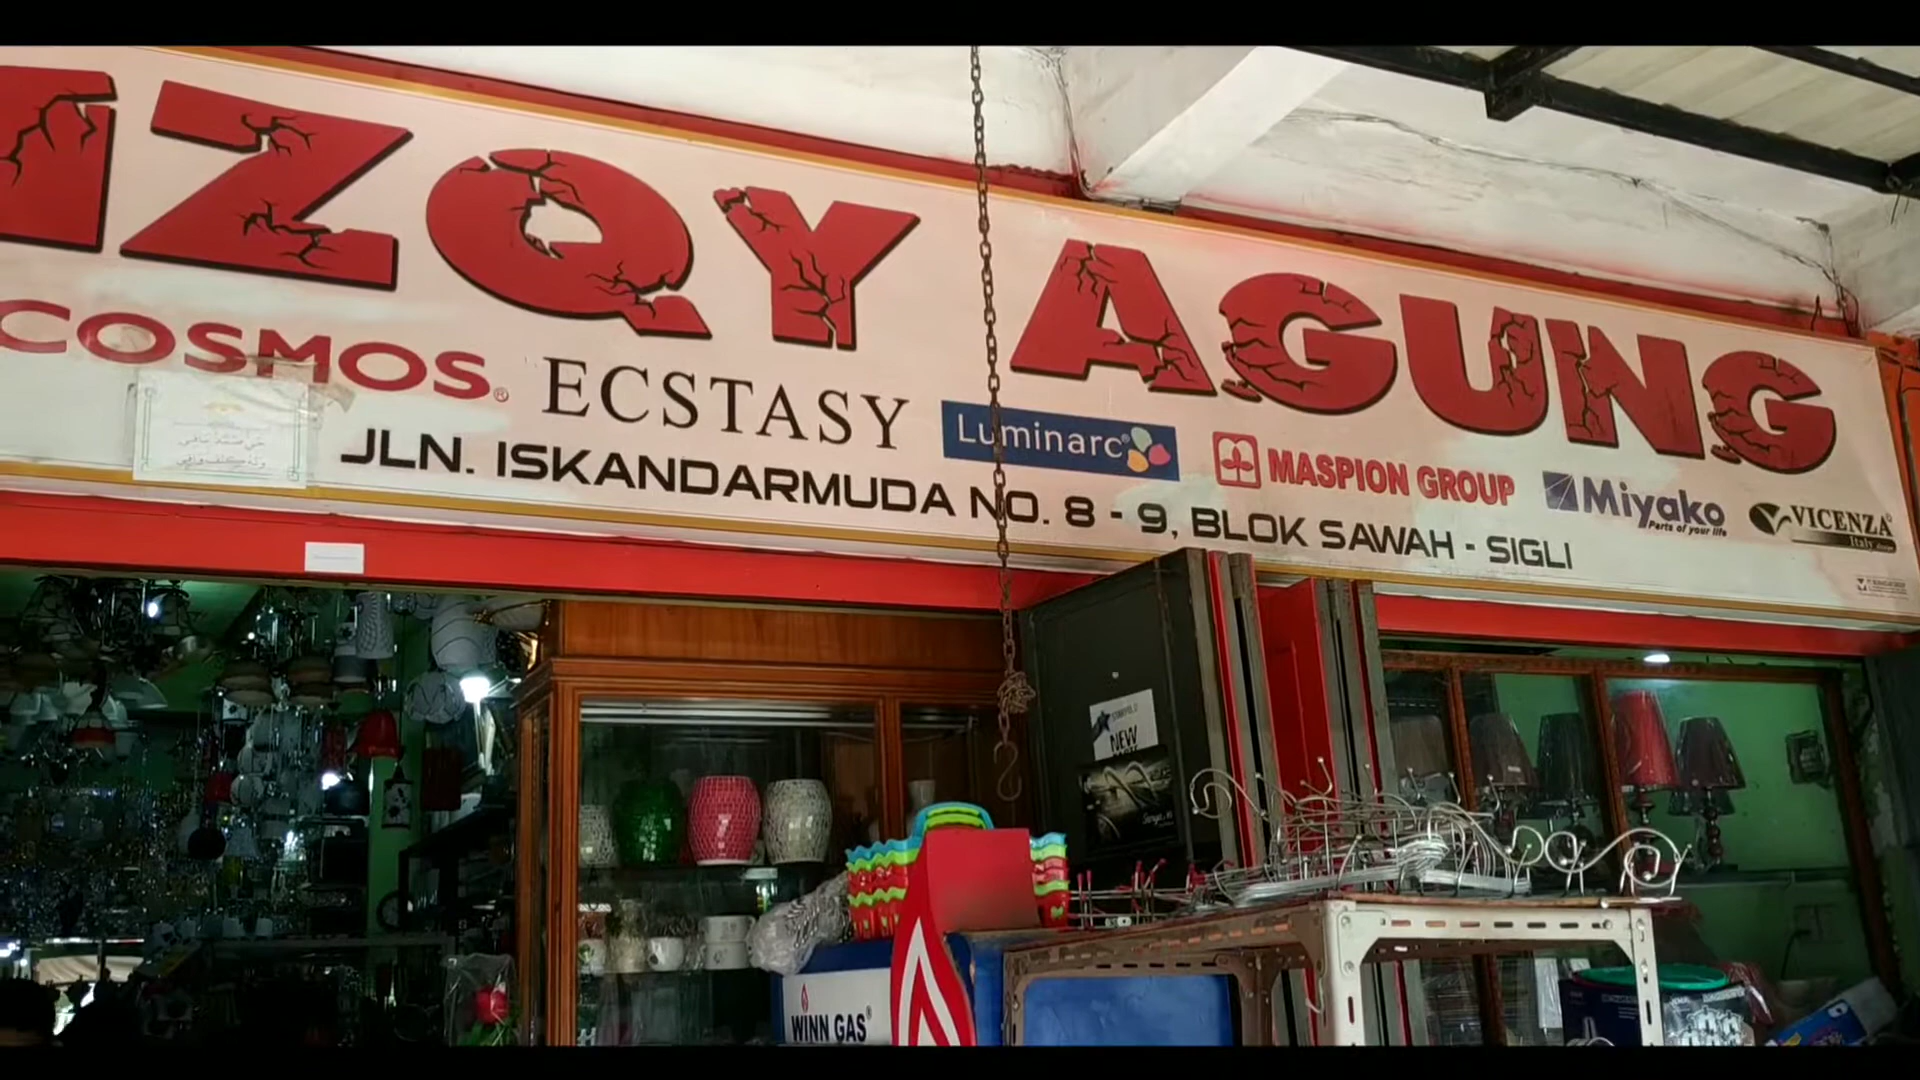 IZQY AGUNG
COSMOS®
ECSTASY
Luminarc®
MASPION GROUP
Miyako
Parts of your life
VICENZA®
Italy
JLN. ISKANDARMUDA NO. 8 - 9, BLOK SAWAH - SIGLI
NEW
WINN GAS®